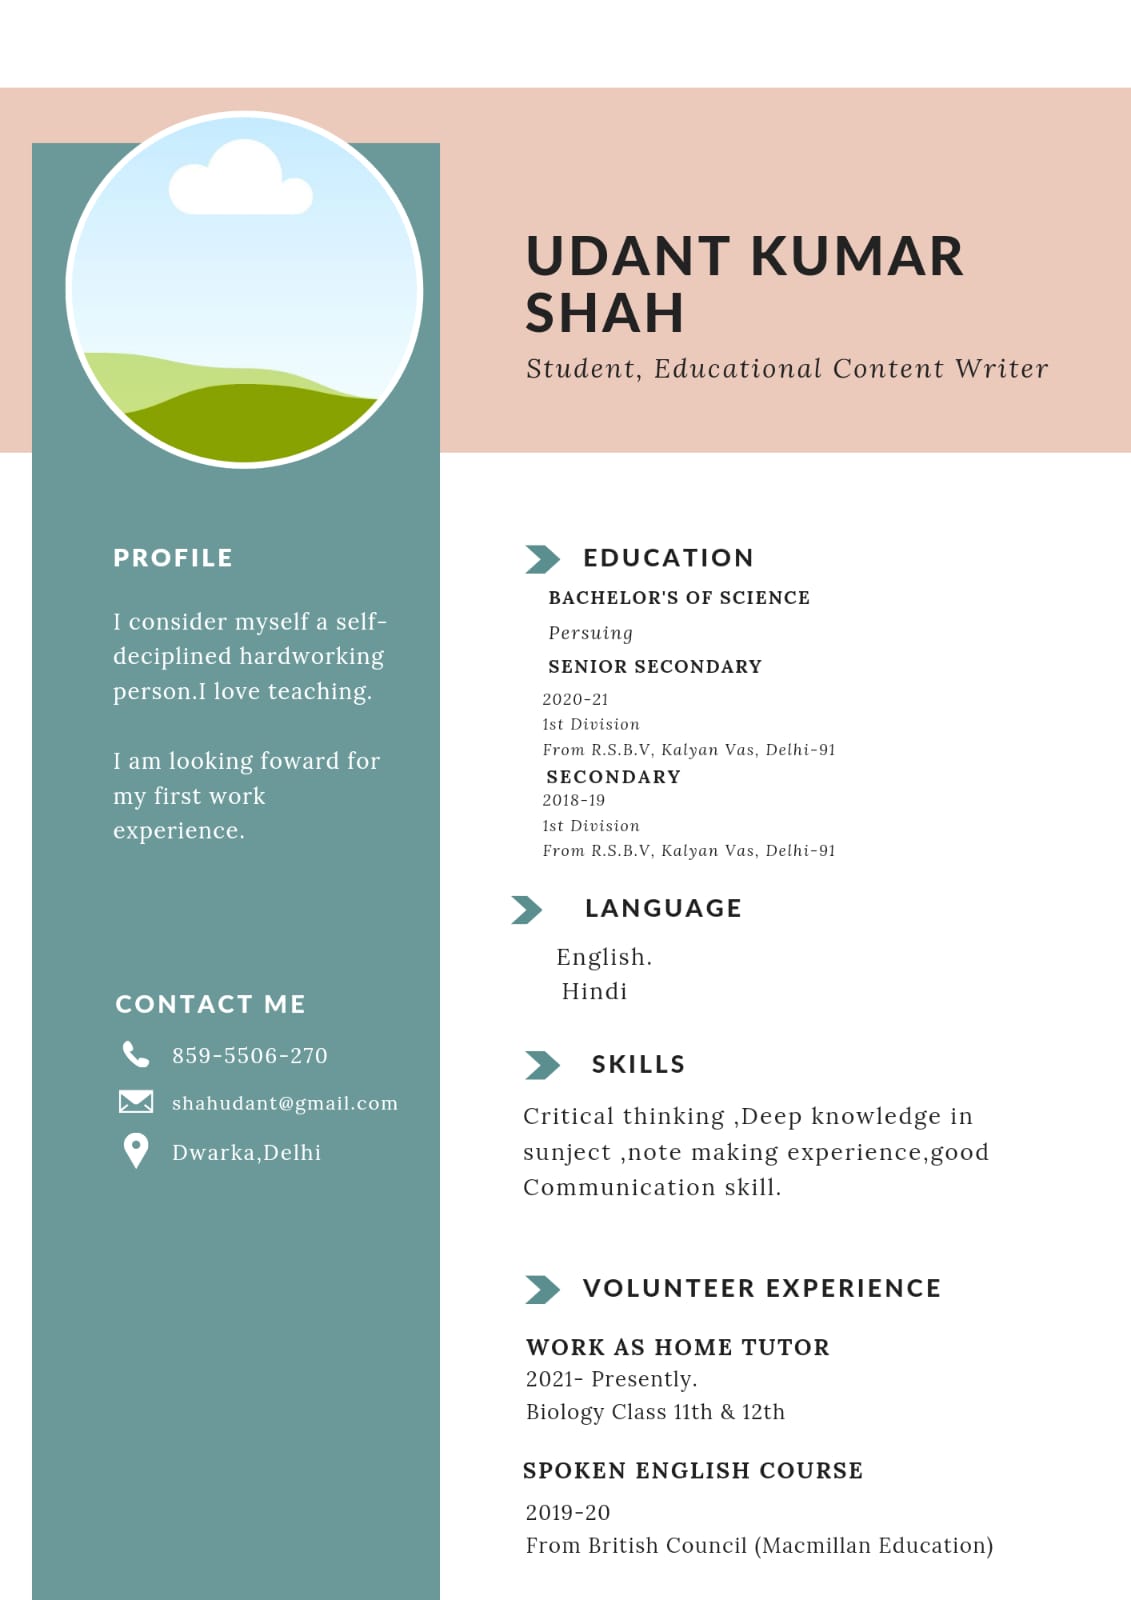 UDANT KUMAR
SHAH
Student, Educational Content Writer
PROFILE
I consider myself a self-
deciplined hardworking
person.I love teaching.
I am looking foward for
my first work
experience.
CONTACT ME
859-5506-270
shahudant@gmail.com
Dwarka,Delhi
EDUCATION
BACHELOR'S OF SCIENCE
Persuing
SENIOR SECONDARY
2020-21
1st Division
From R.S.B.V, Kalyan Vas, Delhi-91
SECONDARY
2018-19
1st Division
From R.S.B.V, Kalyan Vas, Delhi-91
LANGUAGE
English.
Hindi
SKILLS
Critical thinking ,Deep knowledge in
sunject ,note making experience,good
Communication skill.
VOLUNTEER EXPERIENCE
WORK AS HOME TUTOR
2021- Presently.
Biology Class 11th & 12th
SPOKEN ENGLISH COURSE
2019-20
From British Council (Macmillan Education)